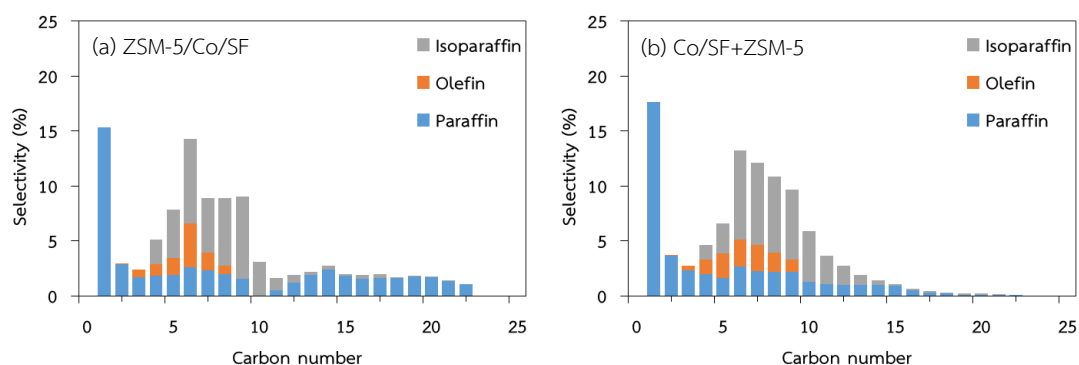 (a) ZSM-5/Co/SF
Isoparaffin
Olefin
Paraffin
Selectivity (%)
25
20
15
10
5
0
0 5 10 15 20 25
Carbon number
(b) Co/SF+ZSM-5
Isoparaffin
Olefin
Paraffin
Selectivity (%)
25
20
15
10
5
0
0 5 10 15 20 25
Carbon number